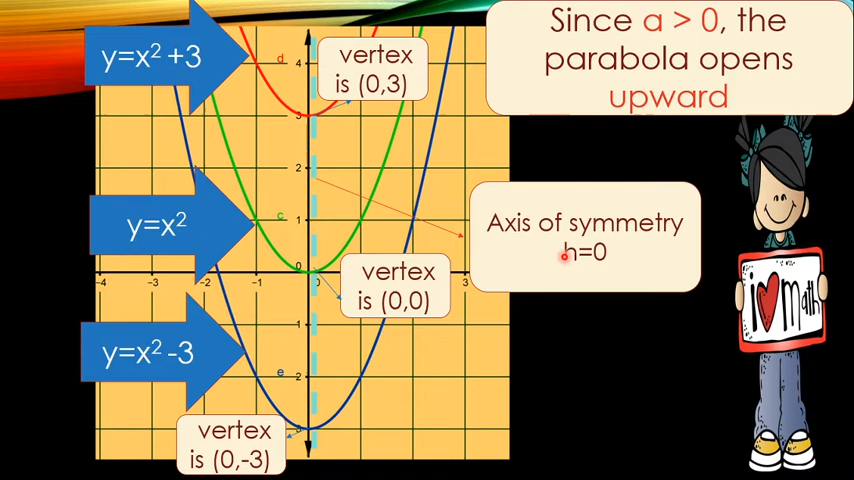 Since a > 0, the
parabola opens
upward
y=x² +3
d
4
vertex
is (0,3)
3
2
y=x²
c
1
Axis of symmetry
h=0
0
-4
-2
-1
0
3
vertex
is (0,0)
-1
y=x² -3
e
-2
vertex
is (0,-3)
i ♥ math